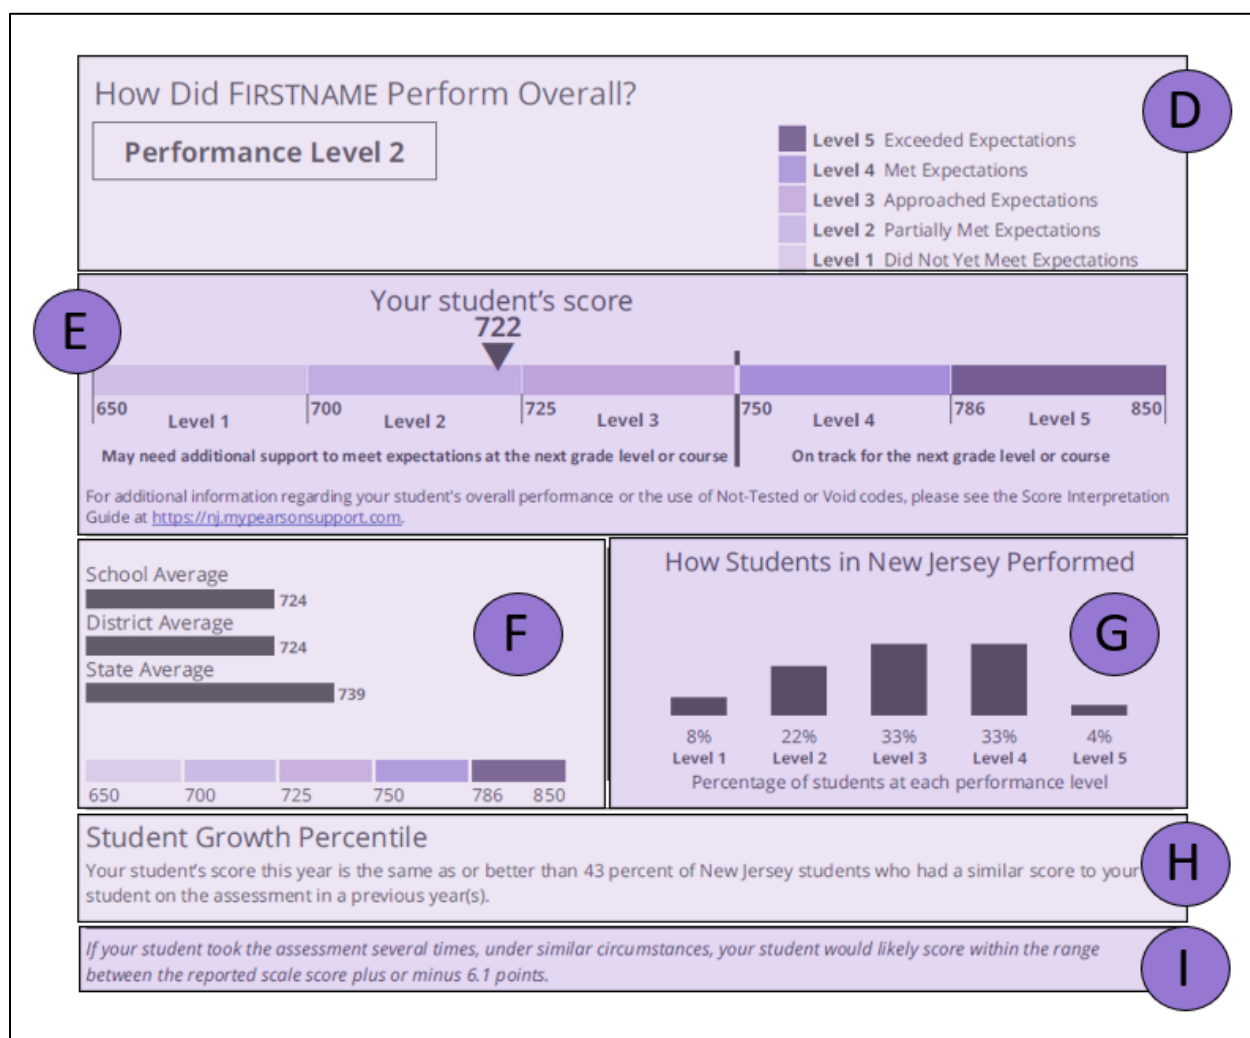 How Did FIRSTNAME Perform Overall?
D
Performance Level 2
Level 5 Exceeded Expectations
Level 4 Met Expectations
Level 3 Approached Expectations
Level 2 Partially Met Expectations
Level 1 Did Not Yet Meet Expectations
E
Your student's score
722
650 700 725 750 786 850
Level 1 Level 2 Level 3 Level 4 Level 5
May need additional support to meet expectations at the next grade level or course On track for the next grade level or course
For additional information regarding your student's overall performance or the use of Not-Tested or Void codes, please see the Score Interpretation
Guide at https://nj.mypearsonsupport.com.
School Average
724
District Average
724
State Average
739
F
650 700 725 750 786 850
How Students in New Jersey Performed
G
8% 22% 33% 33% 4%
Level 1 Level 2 Level 3 Level 4 Level 5
Percentage of students at each performance level
Student Growth Percentile
Your student's score this year is the same as or better than 43 percent of New Jersey students who had a similar score to your
student on the assessment in a previous year(s).
H
If your student took the assessment several times, under similar circumstances, your student would likely score within the range
between the reported scale score plus or minus 6.1 points.
I